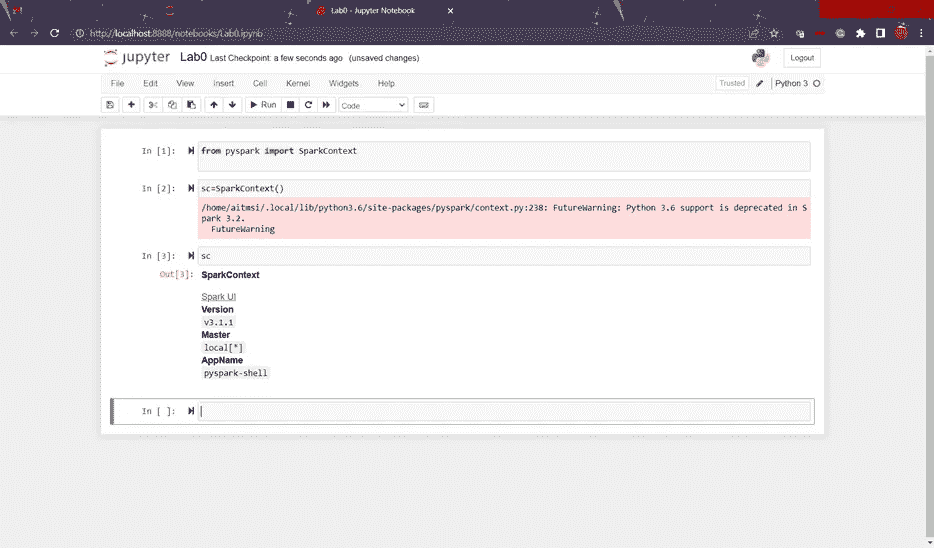 Lab0 - Jupyter Notebook
http://localhost:8888/notebooks/Lab0.ipynb
jupyter Lab0 Last Checkpoint: a few seconds ago (unsaved changes)
Logout
File Edit View Insert Cell Kernel Widgets Help
Trusted Python 3
Run Code
In [1]: from pyspark import SparkContext
In [2]: sc=SparkContext()
/home/aitmsi/.local/lib/python3.6/site-packages/pyspark/context.py:238: FutureWarning: Python 3.6 support is deprecated in S
park 3.2.
FutureWarning
In [3]: sc
Out[3]: SparkContext
Spark UI
Version
v3.1.1
Master
local[*]
AppName
pyspark-shell
In [ ]: